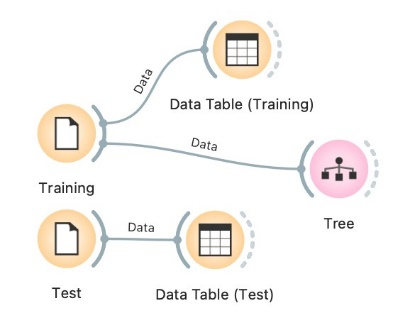 Data
Data Table (Training)
Data
Training
Tree
Data
Test
Data Table (Test)